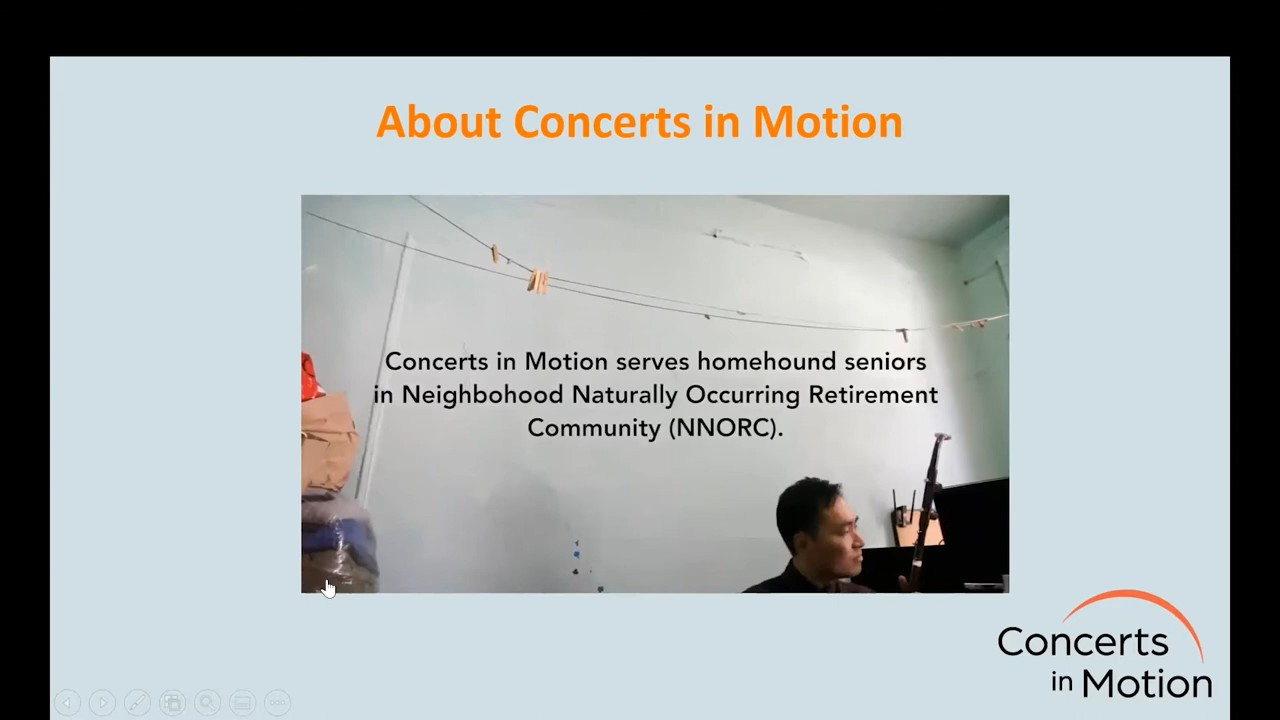 About Concerts in Motion
Concerts in Motion serves homehound seniors
in Neighbohood Naturally Occurring Retirement
Community (NNORC).
Concerts
in Motion